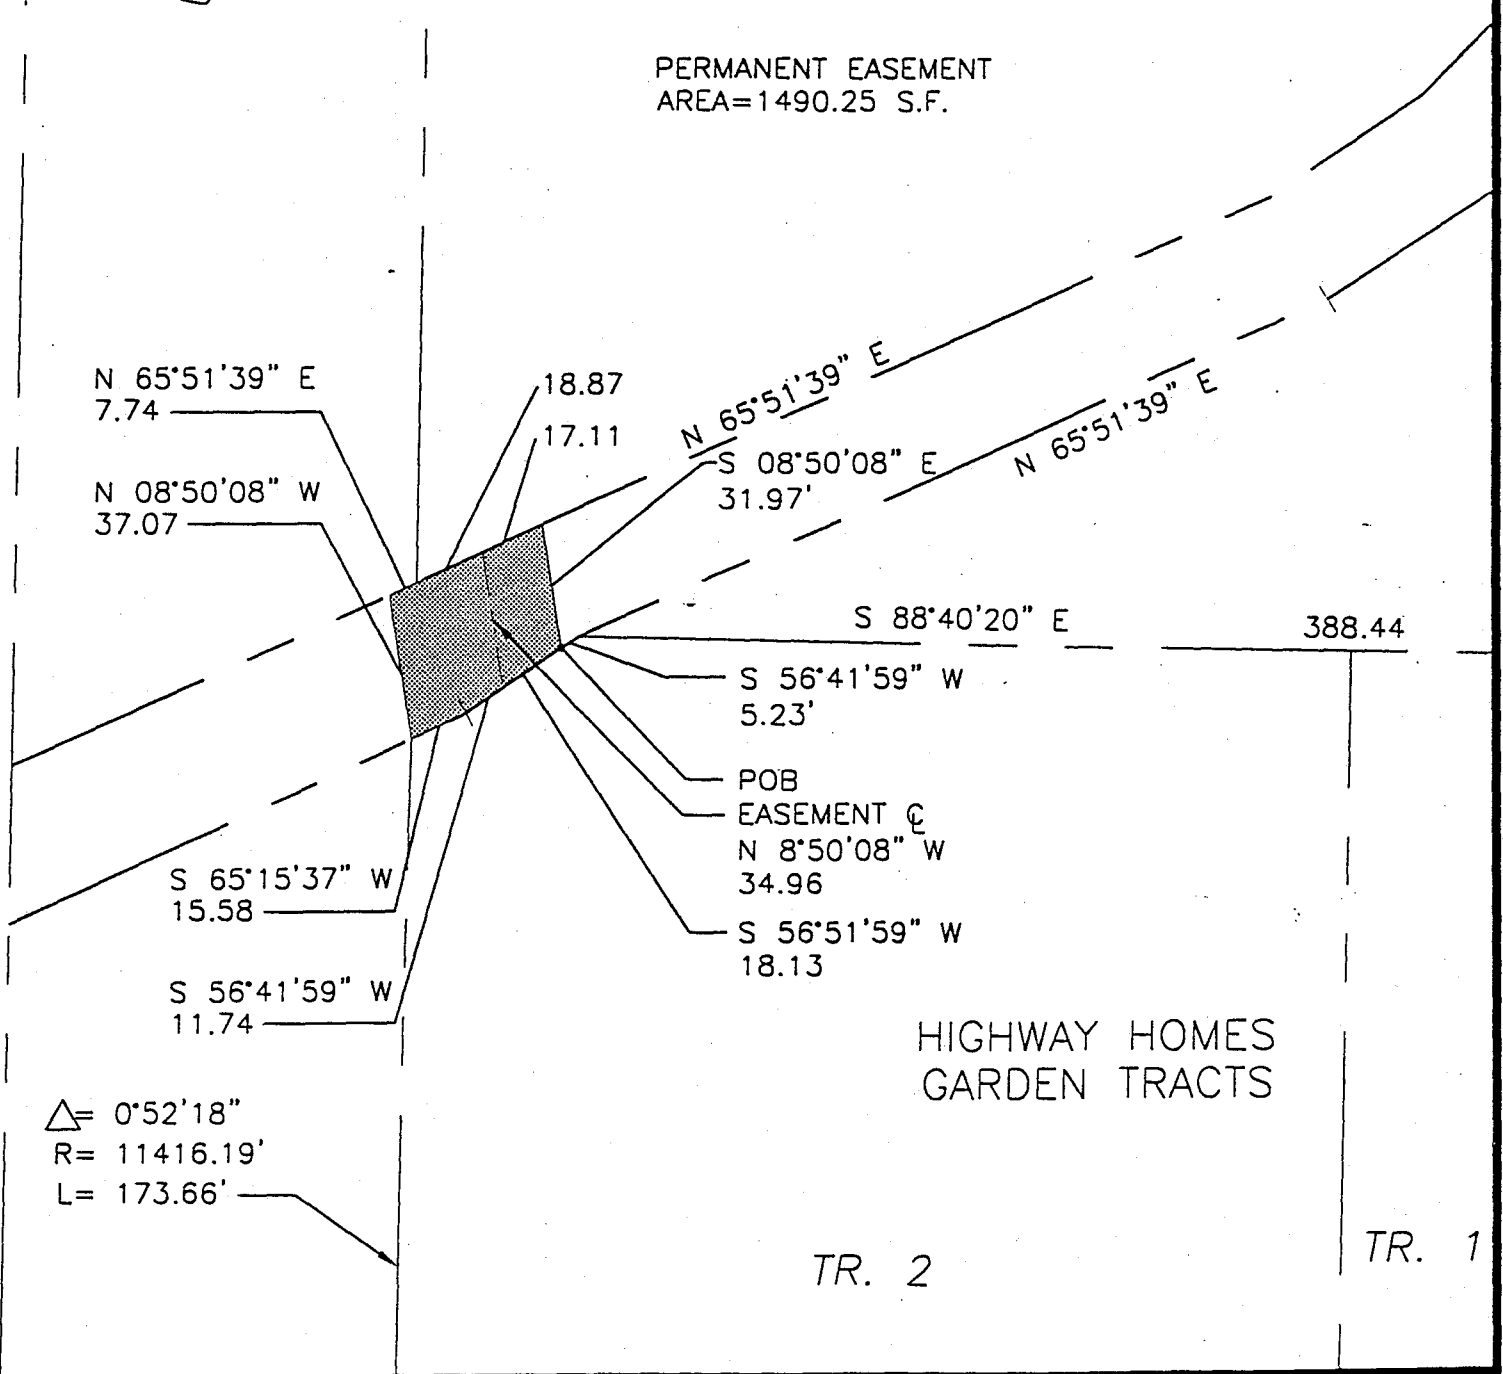 PERMANENT EASEMENT
AREA=1490.25 S.F.
N 65°51'39" E
7.74
18.87
17.11
N 65°51'39" E
N 65°51'39" E
S 08°50'08" E
31.97'
N 08°50'08" W
37.07
S 88°40'20" E
388.44
S 56°41'59" W
5.23'
POB
EASEMENT ℄
N 8°50'08" W
34.96
S 65°15'37" W
15.58
S 56°51'59" W
18.13
S 56°41'59" W
11.74
HIGHWAY HOMES
GARDEN TRACTS
△= 0°52'18"
R= 11416.19'
L= 173.66'
TR. 2
TR. 1